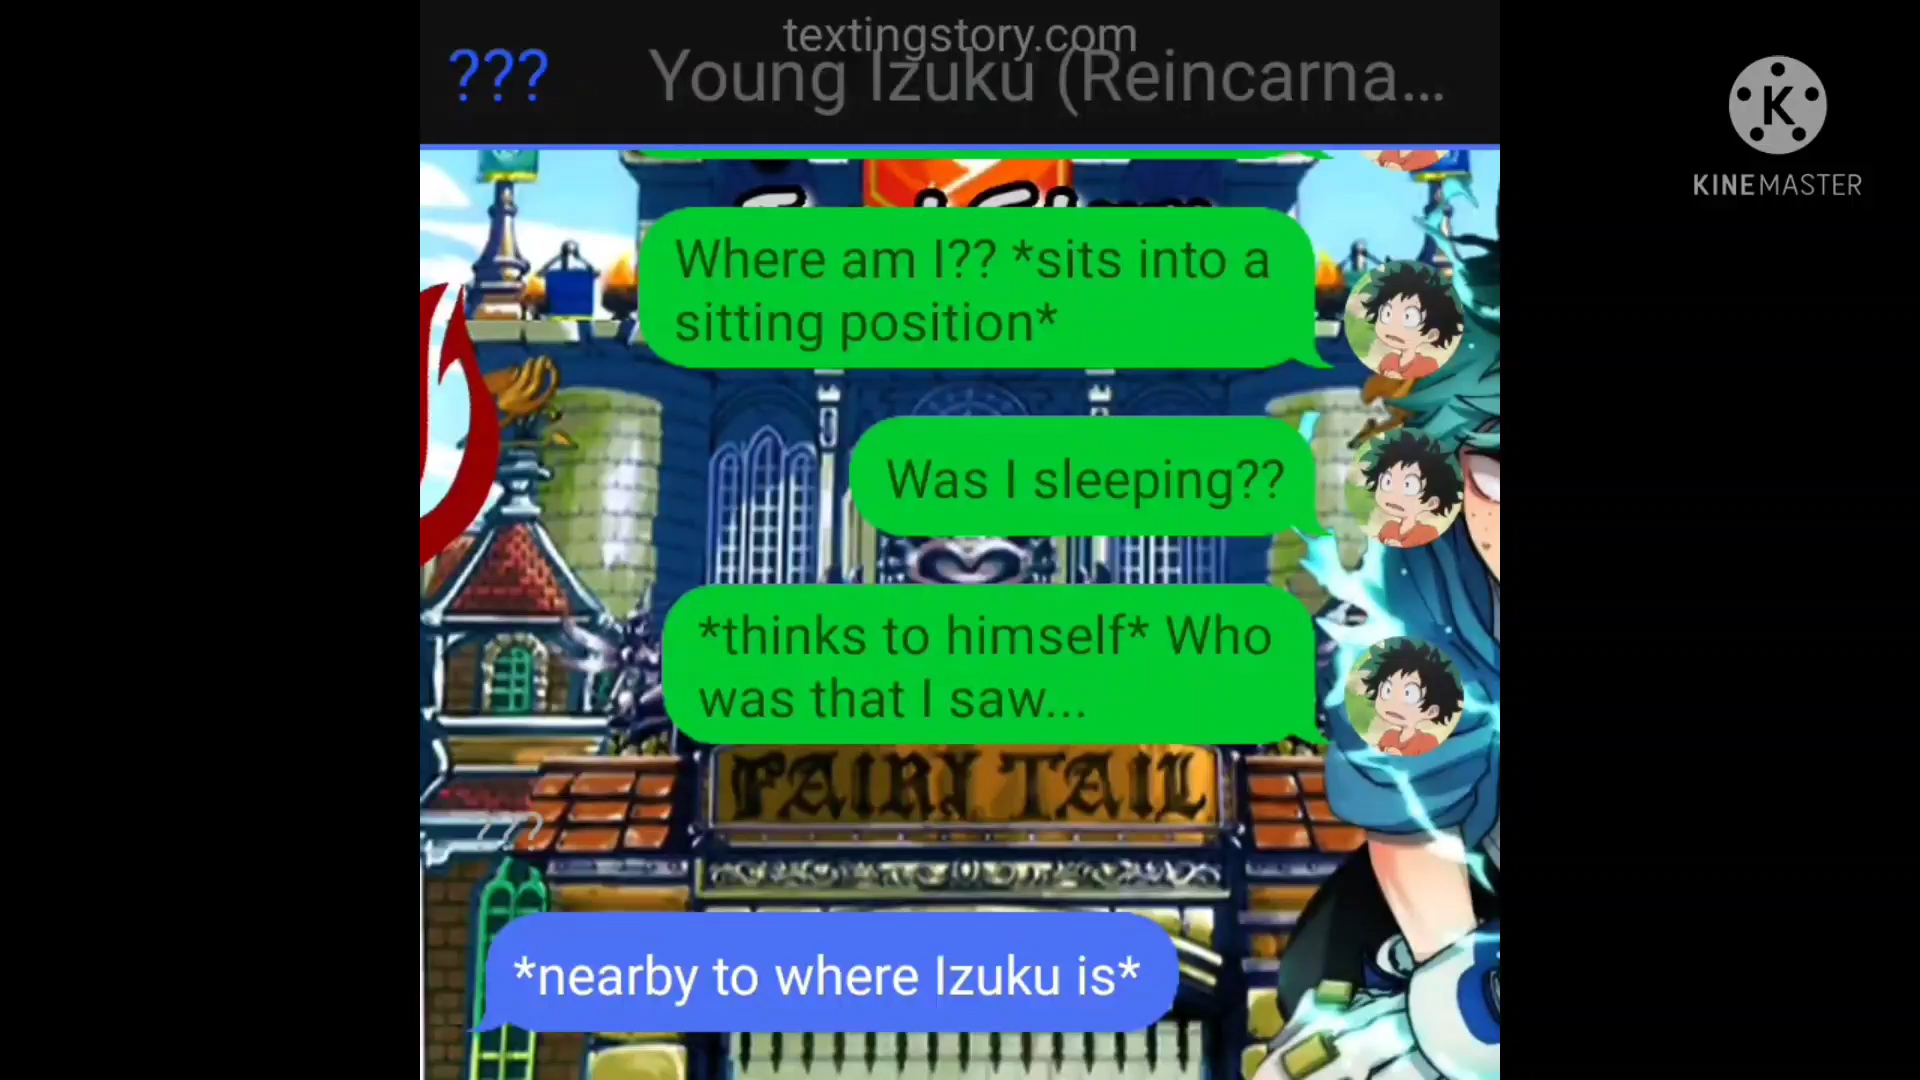 textingstory.com
??? Young Izuku (Reincarna...
KINEMASTER
Where am I?? *sits into a
sitting position*
Was I sleeping??
*thinks to himself* Who
was that I saw...
FAIRY TAIL
???
*nearby to where Izuku is*